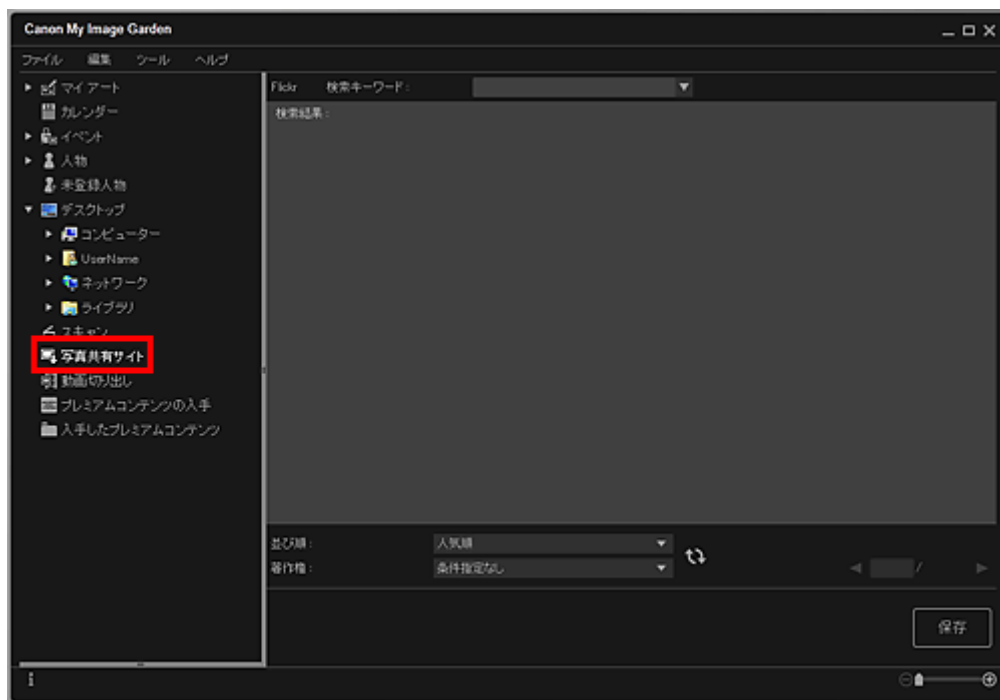 Canon My Image Garden
ファイル 編集 ツール ヘルプ
マイ アート
カレンダー
イベント
人物
未登録人物
デスクトップ
コンピューター
UserName
ネットワーク
ライブラリ
スキャン
写真共有サイト
動画切り出し
プレミアムコンテンツの入手
入手したプレミアムコンテンツ
Flickr 検索キーワード:
検索結果:
並び順: 人気順
著作権: 条件指定なし
/
保存